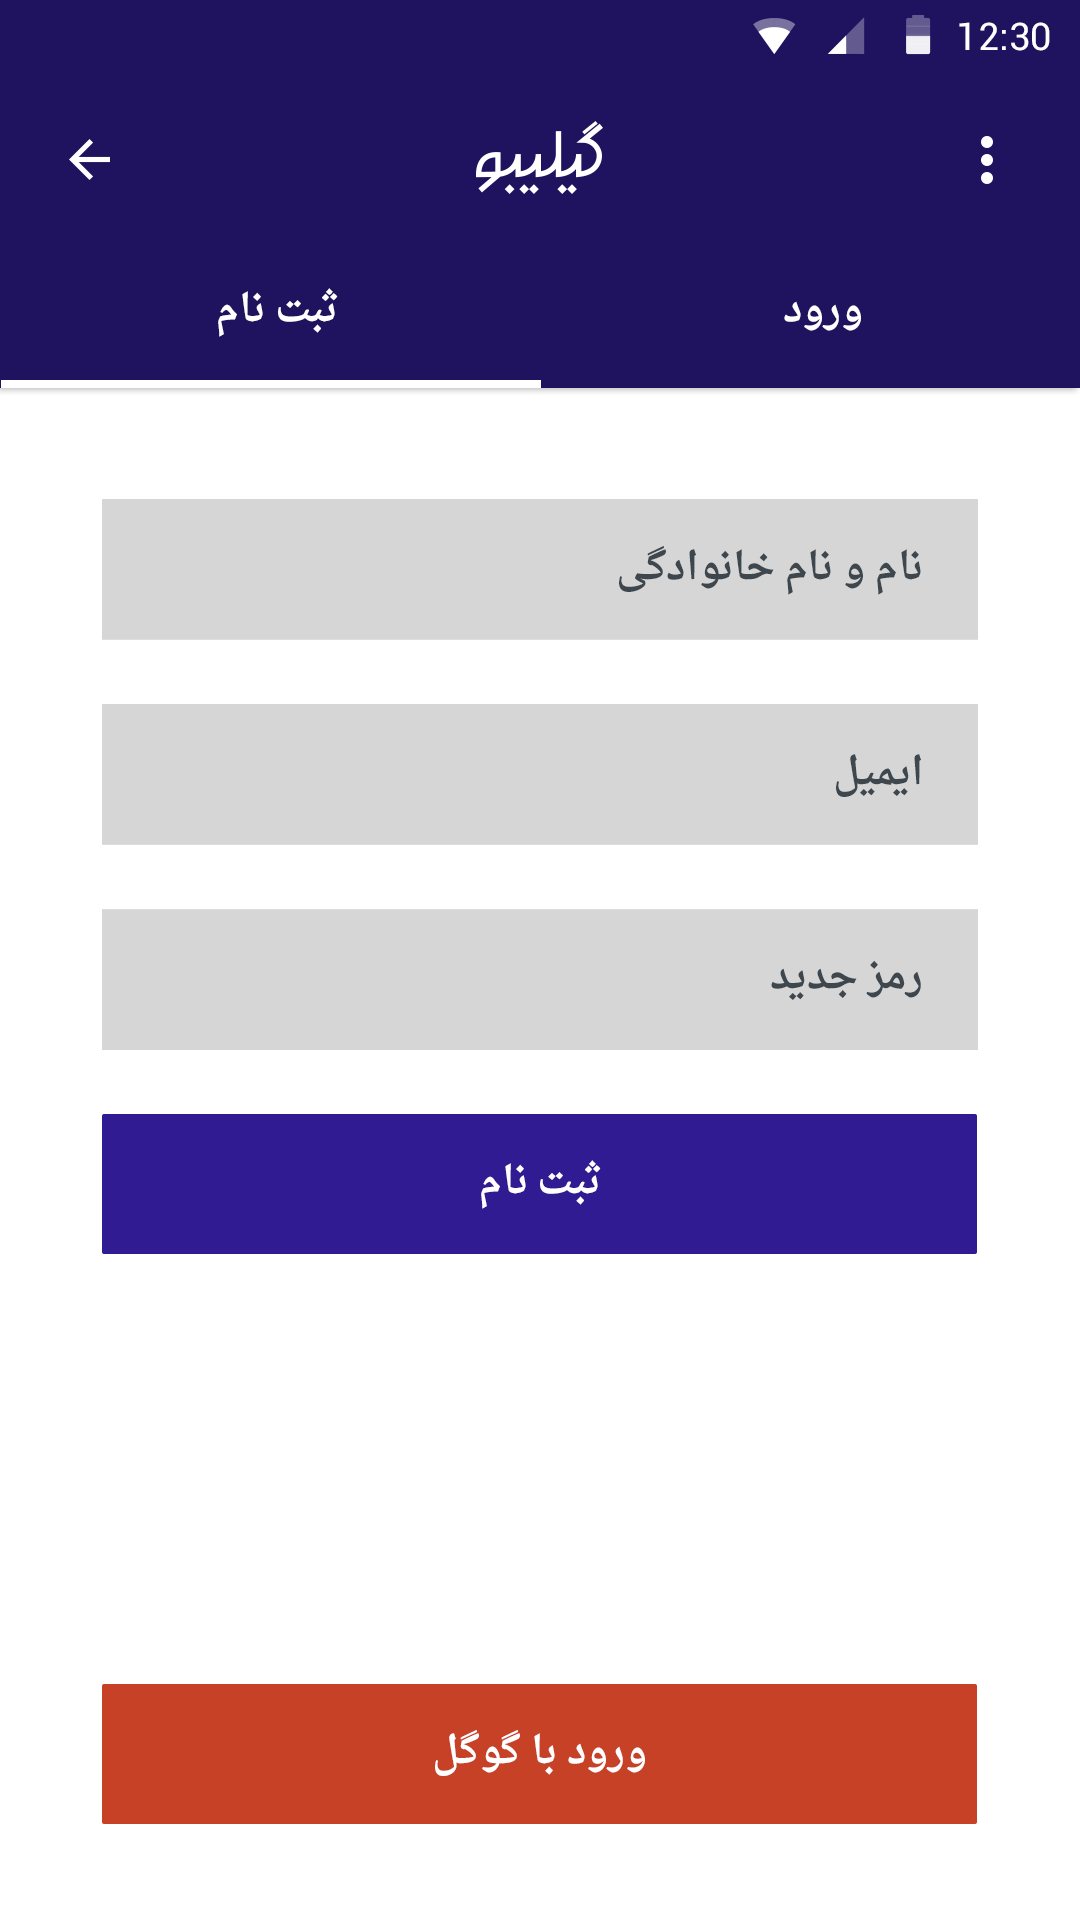 12:30
گیلیبو
ورود
ثبت نام
نام و نام خانوادگی
ایمیل
رمز جدید
ثبت نام
ورود با گوگل